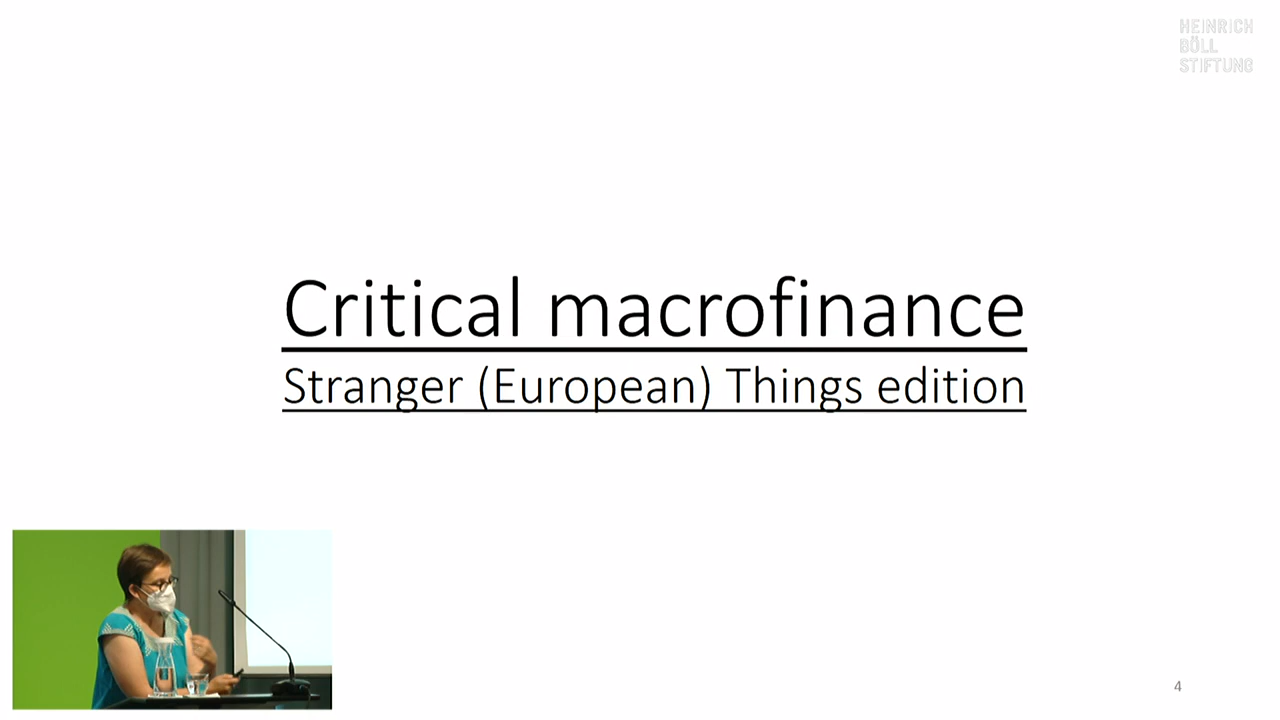 HEINRICH
BÖLL
STIFTUNG
Critical macrofinance
Stranger (European) Things edition
4